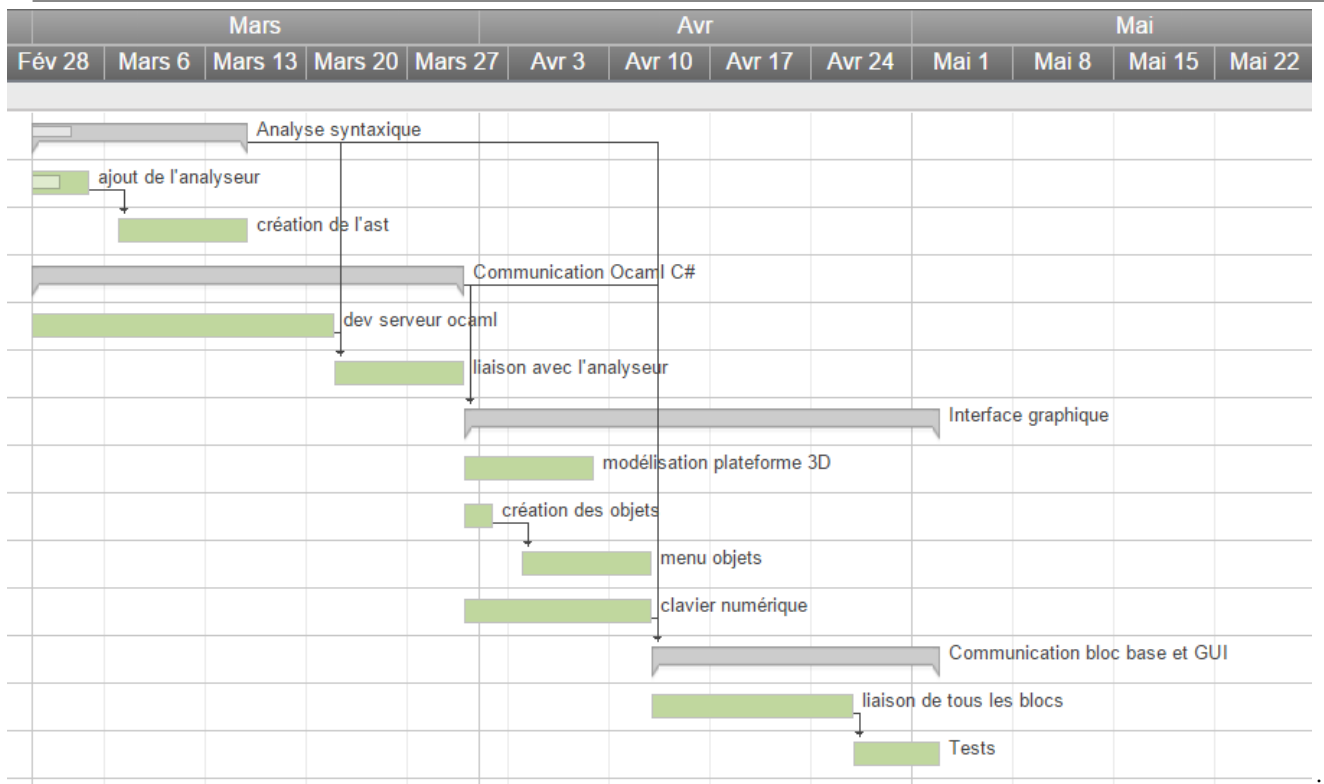 Mars Avr Mai
Fév 28 Mars 6 Mars 13 Mars 20 Mars 27 Avr 3 Avr 10 Avr 17 Avr 24 Mai 1 Mai 8 Mai 15 Mai 22
Analyse syntaxique
ajout de l'analyseur
création de l'ast
Communication Ocaml C#
dev serveur ocaml
liaison avec l'analyseur
Interface graphique
modélisation plateforme 3D
création des objets
menu objets
clavier numérique
Communication bloc base et GUI
liaison de tous les blocs
Tests
.